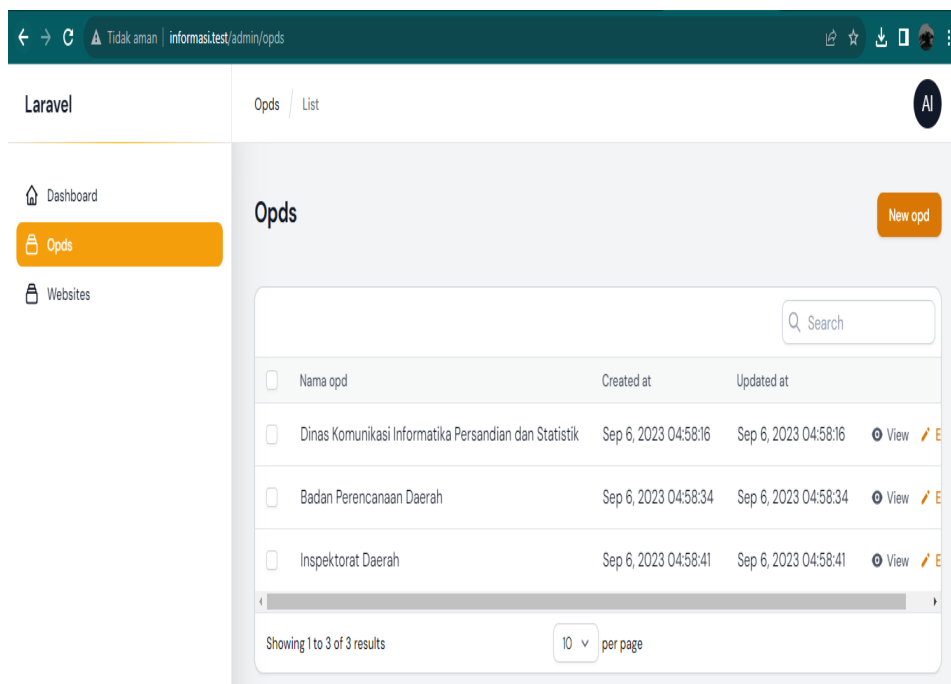 Tidak aman | informasi.test/admin/opds
Laravel
Opds / List
AI
Dashboard
Opds
Websites
Opds
New opd
Search
Nama opd Created at Updated at
Dinas Komunikasi Informatika Persandian dan Statistik Sep 6, 2023 04:58:16 Sep 6, 2023 04:58:16 View E
Badan Perencanaan Daerah Sep 6, 2023 04:58:34 Sep 6, 2023 04:58:34 View E
Inspektorat Daerah Sep 6, 2023 04:58:41 Sep 6, 2023 04:58:41 View E
Showing 1 to 3 of 3 results 10 per page